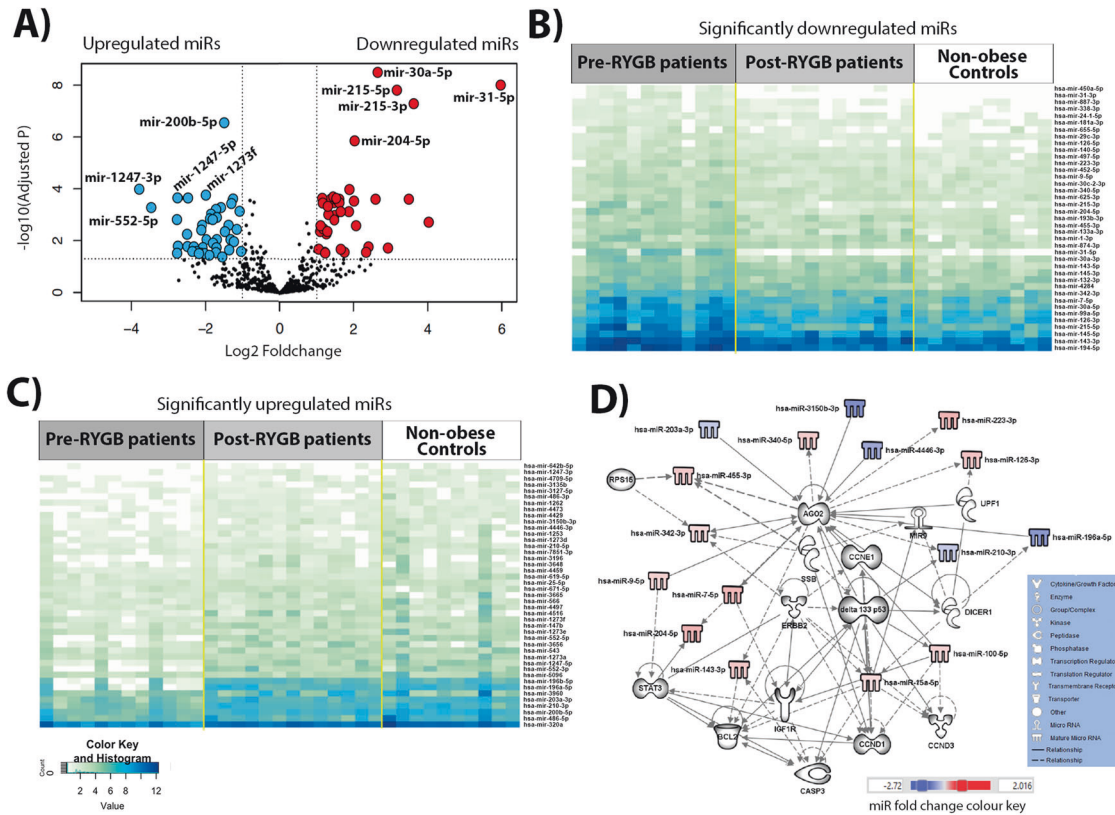 A)
Upregulated miRs
Downregulated miRs
mir-30a-5p
mir-215-5p
mir-31-5p
mir-215-3p
mir-200b-5p
mir-204-5p
mir-1247-5p
mir-1273f
mir-1247-3p
mir-552-5p
-log10(Adjusted P)
8
6
4
2
0
−4
−2
0
2
4
6
Log2 Foldchange
B)
Significantly downregulated miRs
Pre-RYGB patients
Post-RYGB patients
Non-obese
Controls
hsa-mir-450a-5p
hsa-mir-31-3p
hsa-mir-887-3p
hsa-mir-338-3p
hsa-mir-24-1-5p
hsa-mir-181a-3p
hsa-mir-655-5p
hsa-mir-29c-3p
hsa-mir-126-5p
hsa-mir-140-5p
hsa-mir-497-5p
hsa-mir-223-3p
hsa-mir-452-5p
hsa-mir-9-5p
hsa-mir-30c-2-3p
hsa-mir-340-5p
hsa-mir-625-3p
hsa-mir-215-3p
hsa-mir-204-5p
hsa-mir-193b-3p
hsa-mir-455-3p
hsa-mir-133a-3p
hsa-mir-1-3p
hsa-mir-874-3p
hsa-mir-31-5p
hsa-mir-30a-3p
hsa-mir-143-5p
hsa-mir-145-3p
hsa-mir-132-3p
hsa-mir-4284
hsa-mir-342-3p
hsa-mir-7-5p
hsa-mir-30a-5p
hsa-mir-99a-5p
hsa-mir-126-3p
hsa-mir-215-5p
hsa-mir-145-5p
hsa-mir-143-3p
hsa-mir-194-5p
C)
Significantly upregulated miRs
Pre-RYGB patients
Post-RYGB patients
Non-obese
Controls
hsa-mir-642b-5p
hsa-mir-1247-3p
hsa-mir-4709-5p
hsa-mir-3135b
hsa-mir-3127-5p
hsa-mir-486-3p
hsa-mir-1262
hsa-mir-4473
hsa-mir-4429
hsa-mir-3150b-3p
hsa-mir-4446-3p
hsa-mir-1253
hsa-mir-1273d
hsa-mir-210-5p
hsa-mir-7851-3p
hsa-mir-3196
hsa-mir-3648
hsa-mir-4459
hsa-mir-619-5p
hsa-mir-25-5p
hsa-mir-671-5p
hsa-mir-3665
hsa-mir-566
hsa-mir-4497
hsa-mir-4516
hsa-mir-1273f
hsa-mir-147b
hsa-mir-1273e
hsa-mir-552-5p
hsa-mir-3656
hsa-mir-543
hsa-mir-1273a
hsa-mir-1247-5p
hsa-mir-552-3p
hsa-mir-5096
hsa-mir-196b-5p
hsa-mir-196a-5p
hsa-mir-3960
hsa-mir-203a-3p
hsa-mir-210-3p
hsa-mir-200b-5p
hsa-mir-486-5p
hsa-mir-320a
Color Key
and Histogram
Count
0
2 4 6 8 12
Value
D)
hsa-miR-3150b-3p
hsa-miR-223-3p
hsa-miR-203a-3p
hsa-miR-340-5p
hsa-miR-4446-3p
hsa-miR-126-3p
RPS15
hsa-miR-455-3p
UPF1
AGO2
hsa-miR-342-3p
hsa-miR-196a-5p
CCNE1
hsa-miR-210-3p
SSB
hsa-miR-9-5p
hsa-miR-7-5p
DICER1
delta 133 p53
ERBB2
hsa-miR-204-5p
hsa-miR-100-5p
hsa-miR-143-3p
hsa-miR-15a-5p
STAT3
IGF1R
BCL2
CCND1
CCND3
CASP3
Cytokine/Growth Factor
Enzyme
Group/Complex
Kinase
Peptidase
Phosphatase
Transcription Regulator
Translation Regulator
Transmembrane Recepto
Transporter
Other
Micro RNA
Mature Micro RNA
Relationship
Relationship
-2.72
2.016
miR fold change colour key